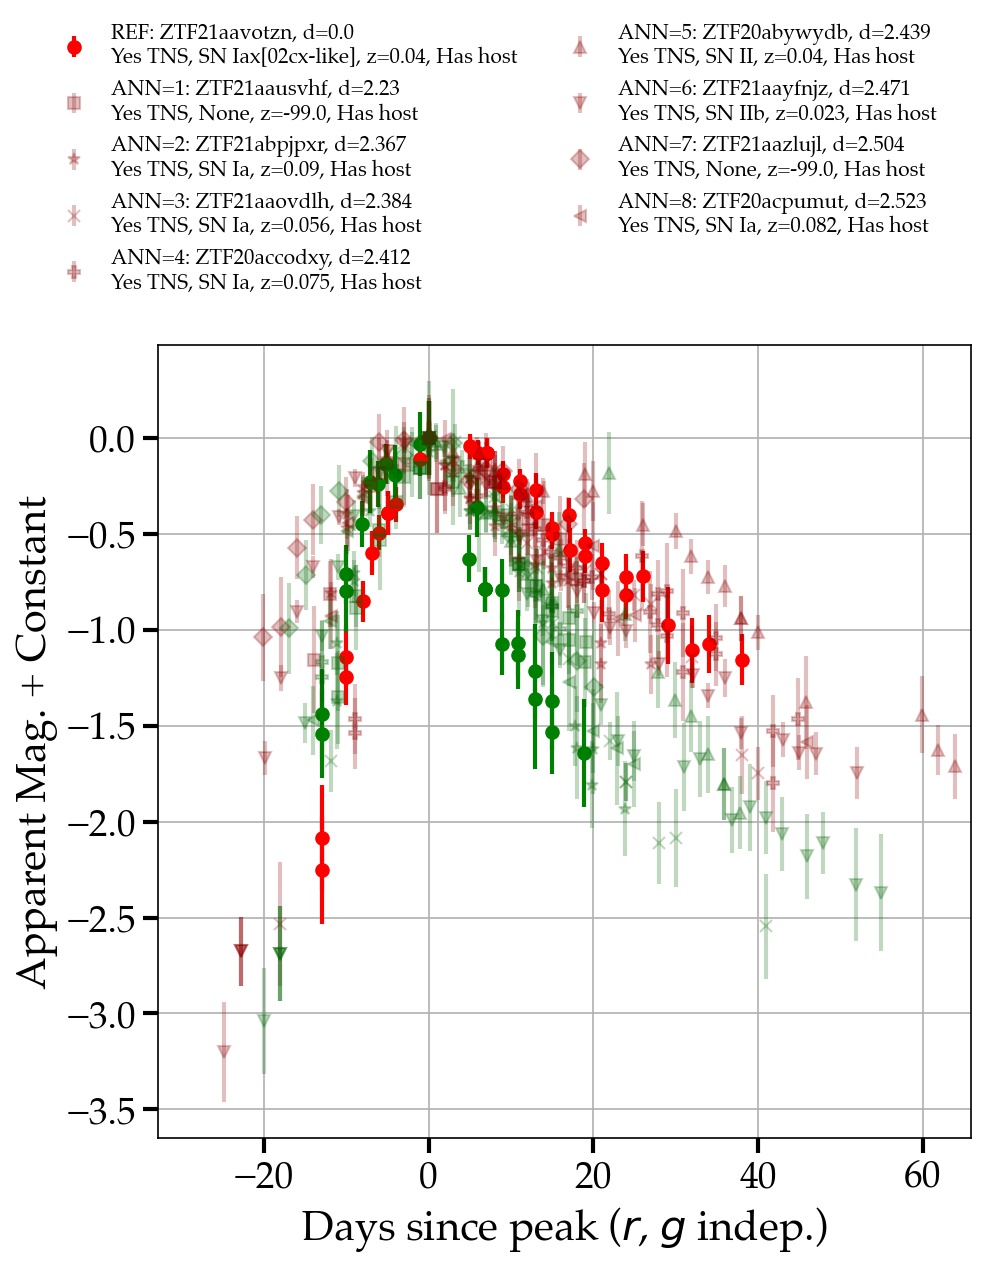 REF: ZTF21aavotzn, d=0.0
Yes TNS, SN Iax[02cx-like], z=0.04, Has host
ANN=1: ZTF21aausvhf, d=2.23
Yes TNS, None, z=-99.0, Has host
ANN=2: ZTF21abpjpxr, d=2.367
Yes TNS, SN Ia, z=0.09, Has host
ANN=3: ZTF21aaovdlh, d=2.384
Yes TNS, SN Ia, z=0.056, Has host
ANN=4: ZTF20accodxy, d=2.412
Yes TNS, SN Ia, z=0.075, Has host
ANN=5: ZTF20abywydb, d=2.439
Yes TNS, SN II, z=0.04, Has host
ANN=6: ZTF21aayfnjz, d=2.471
Yes TNS, SN IIb, z=0.023, Has host
ANN=7: ZTF21aazlujl, d=2.504
Yes TNS, None, z=-99.0, Has host
ANN=8: ZTF20acpumut, d=2.523
Yes TNS, SN Ia, z=0.082, Has host
Apparent Mag. + Constant
0.0
−0.5
−1.0
−1.5
−2.0
−2.5
−3.0
−3.5
−20 0 20 40 60
Days since peak (r, g indep.)